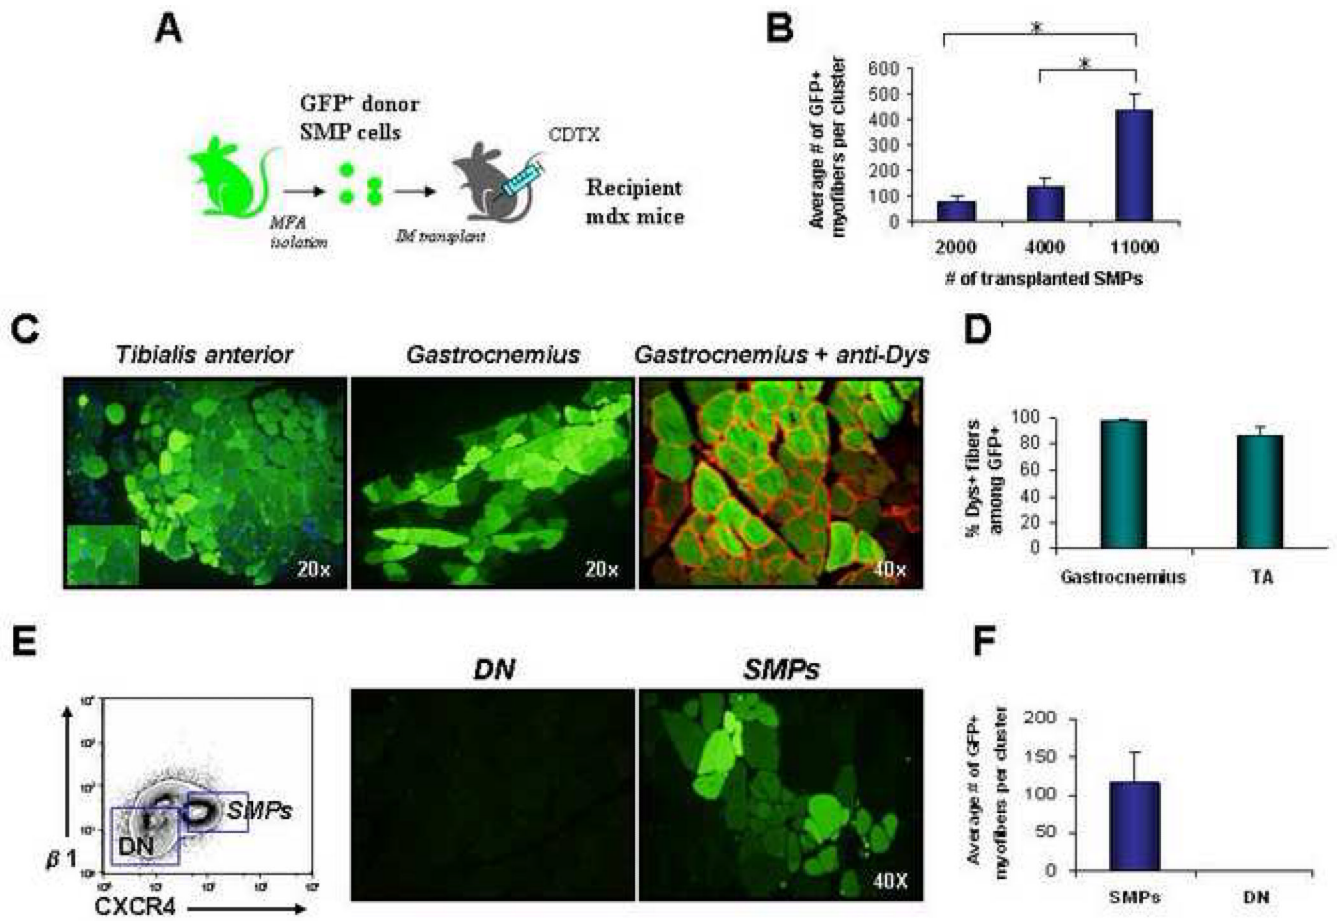 A
GFP+ donor
SMP cells
CDTX
Recipient
mdx mice
MFA
isolation
IM transplant
B
*
*
Average # of GFP+
myofibers per cluster
600
500
400
300
200
100
0
2000 4000 11000
# of transplanted SMPs
C
Tibialis anterior Gastrocnemius Gastrocnemius + anti-Dys
20x 20x 40x
D
% Dys+ fibers
among GFP+
100
80
60
40
20
0
Gastrocnemius TA
E
DN SMPs
β1
SMPs
DN
CXCR4
40X
F
Average # of GFP+
myofibers per cluster
200
150
100
50
0
SMPs DN